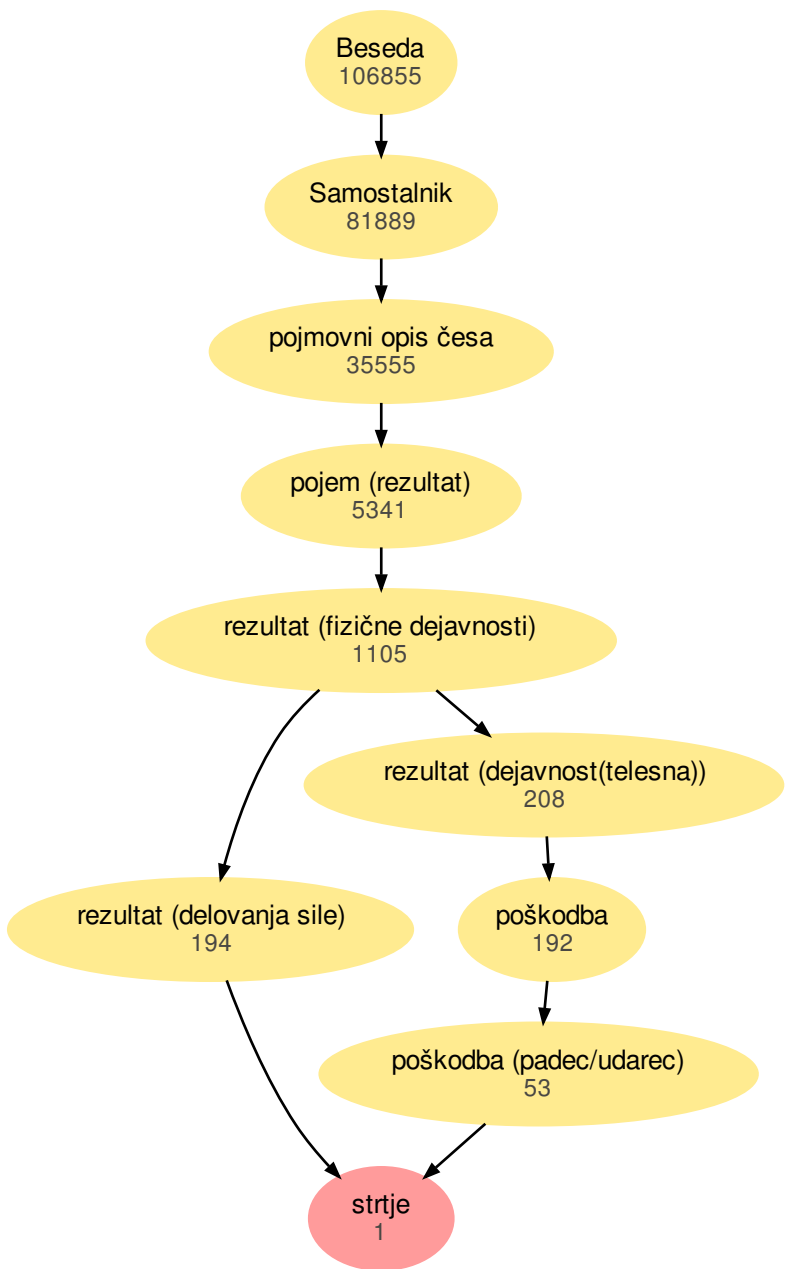 Beseda
106855
Samostalnik
81889
pojmovni opis česa
35555
pojem (rezultat)
5341
rezultat (fizične dejavnosti)
1105
rezultat (dejavnost(telesna))
208
rezultat (delovanja sile)
194
poškodba
192
poškodba (padec/udarec)
53
strtje
1